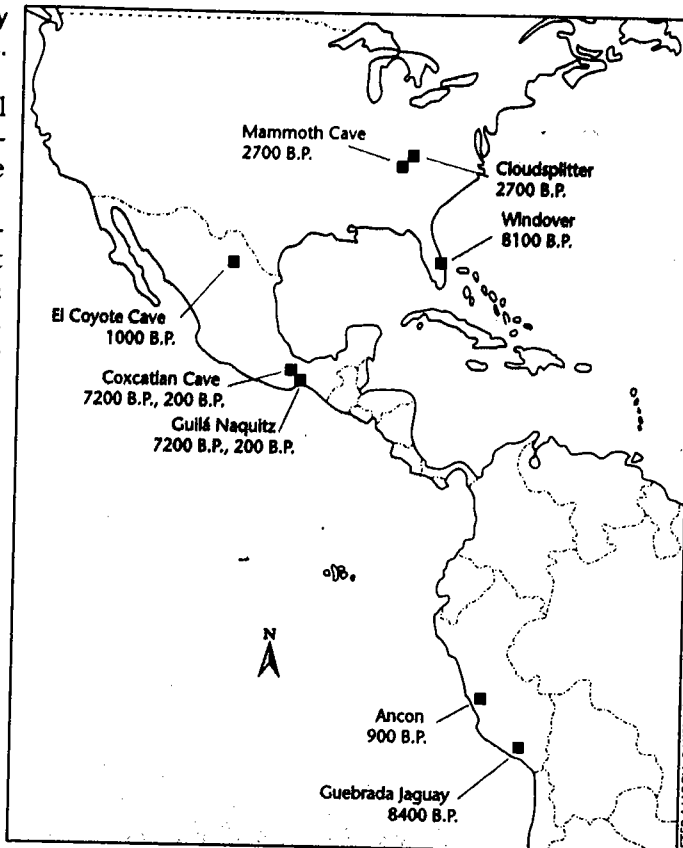 y
.
l
-
e
-
Mammoth Cave
2700 B.P.
Cloudsplitter
2700 B.P.
Windover
8100 B.P.
El Coyote Cave
1000 B.P.
Coxcatlan Cave
7200 B.P., 200 B.P.
Guilá Naquitz
7200 B.P., 200 B.P.
N
Ancon
900 B.P.
Guebrada Jaguay
8400 B.P.